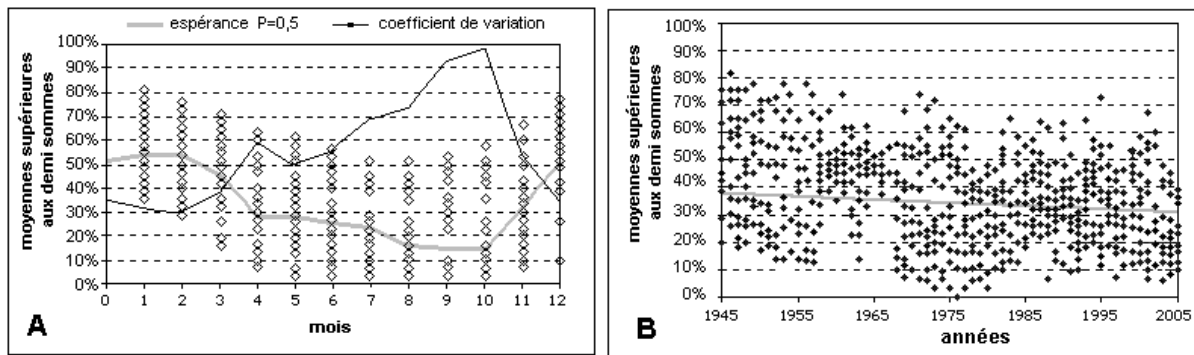 espérance P=0,5 coefficient de variation
moyennes supérieures
aux demi sommes
100%
90%
80%
70%
60%
50%
40%
30%
20%
10%
0%
0 1 2 3 4 5 6 7 8 9 10 11 12
mois
A
moyennes supérieures
aux demi sommes
100%
90%
80%
70%
60%
50%
40%
30%
20%
10%
0%
1945 1955 1965 1975 1985 1995 2005
années
B